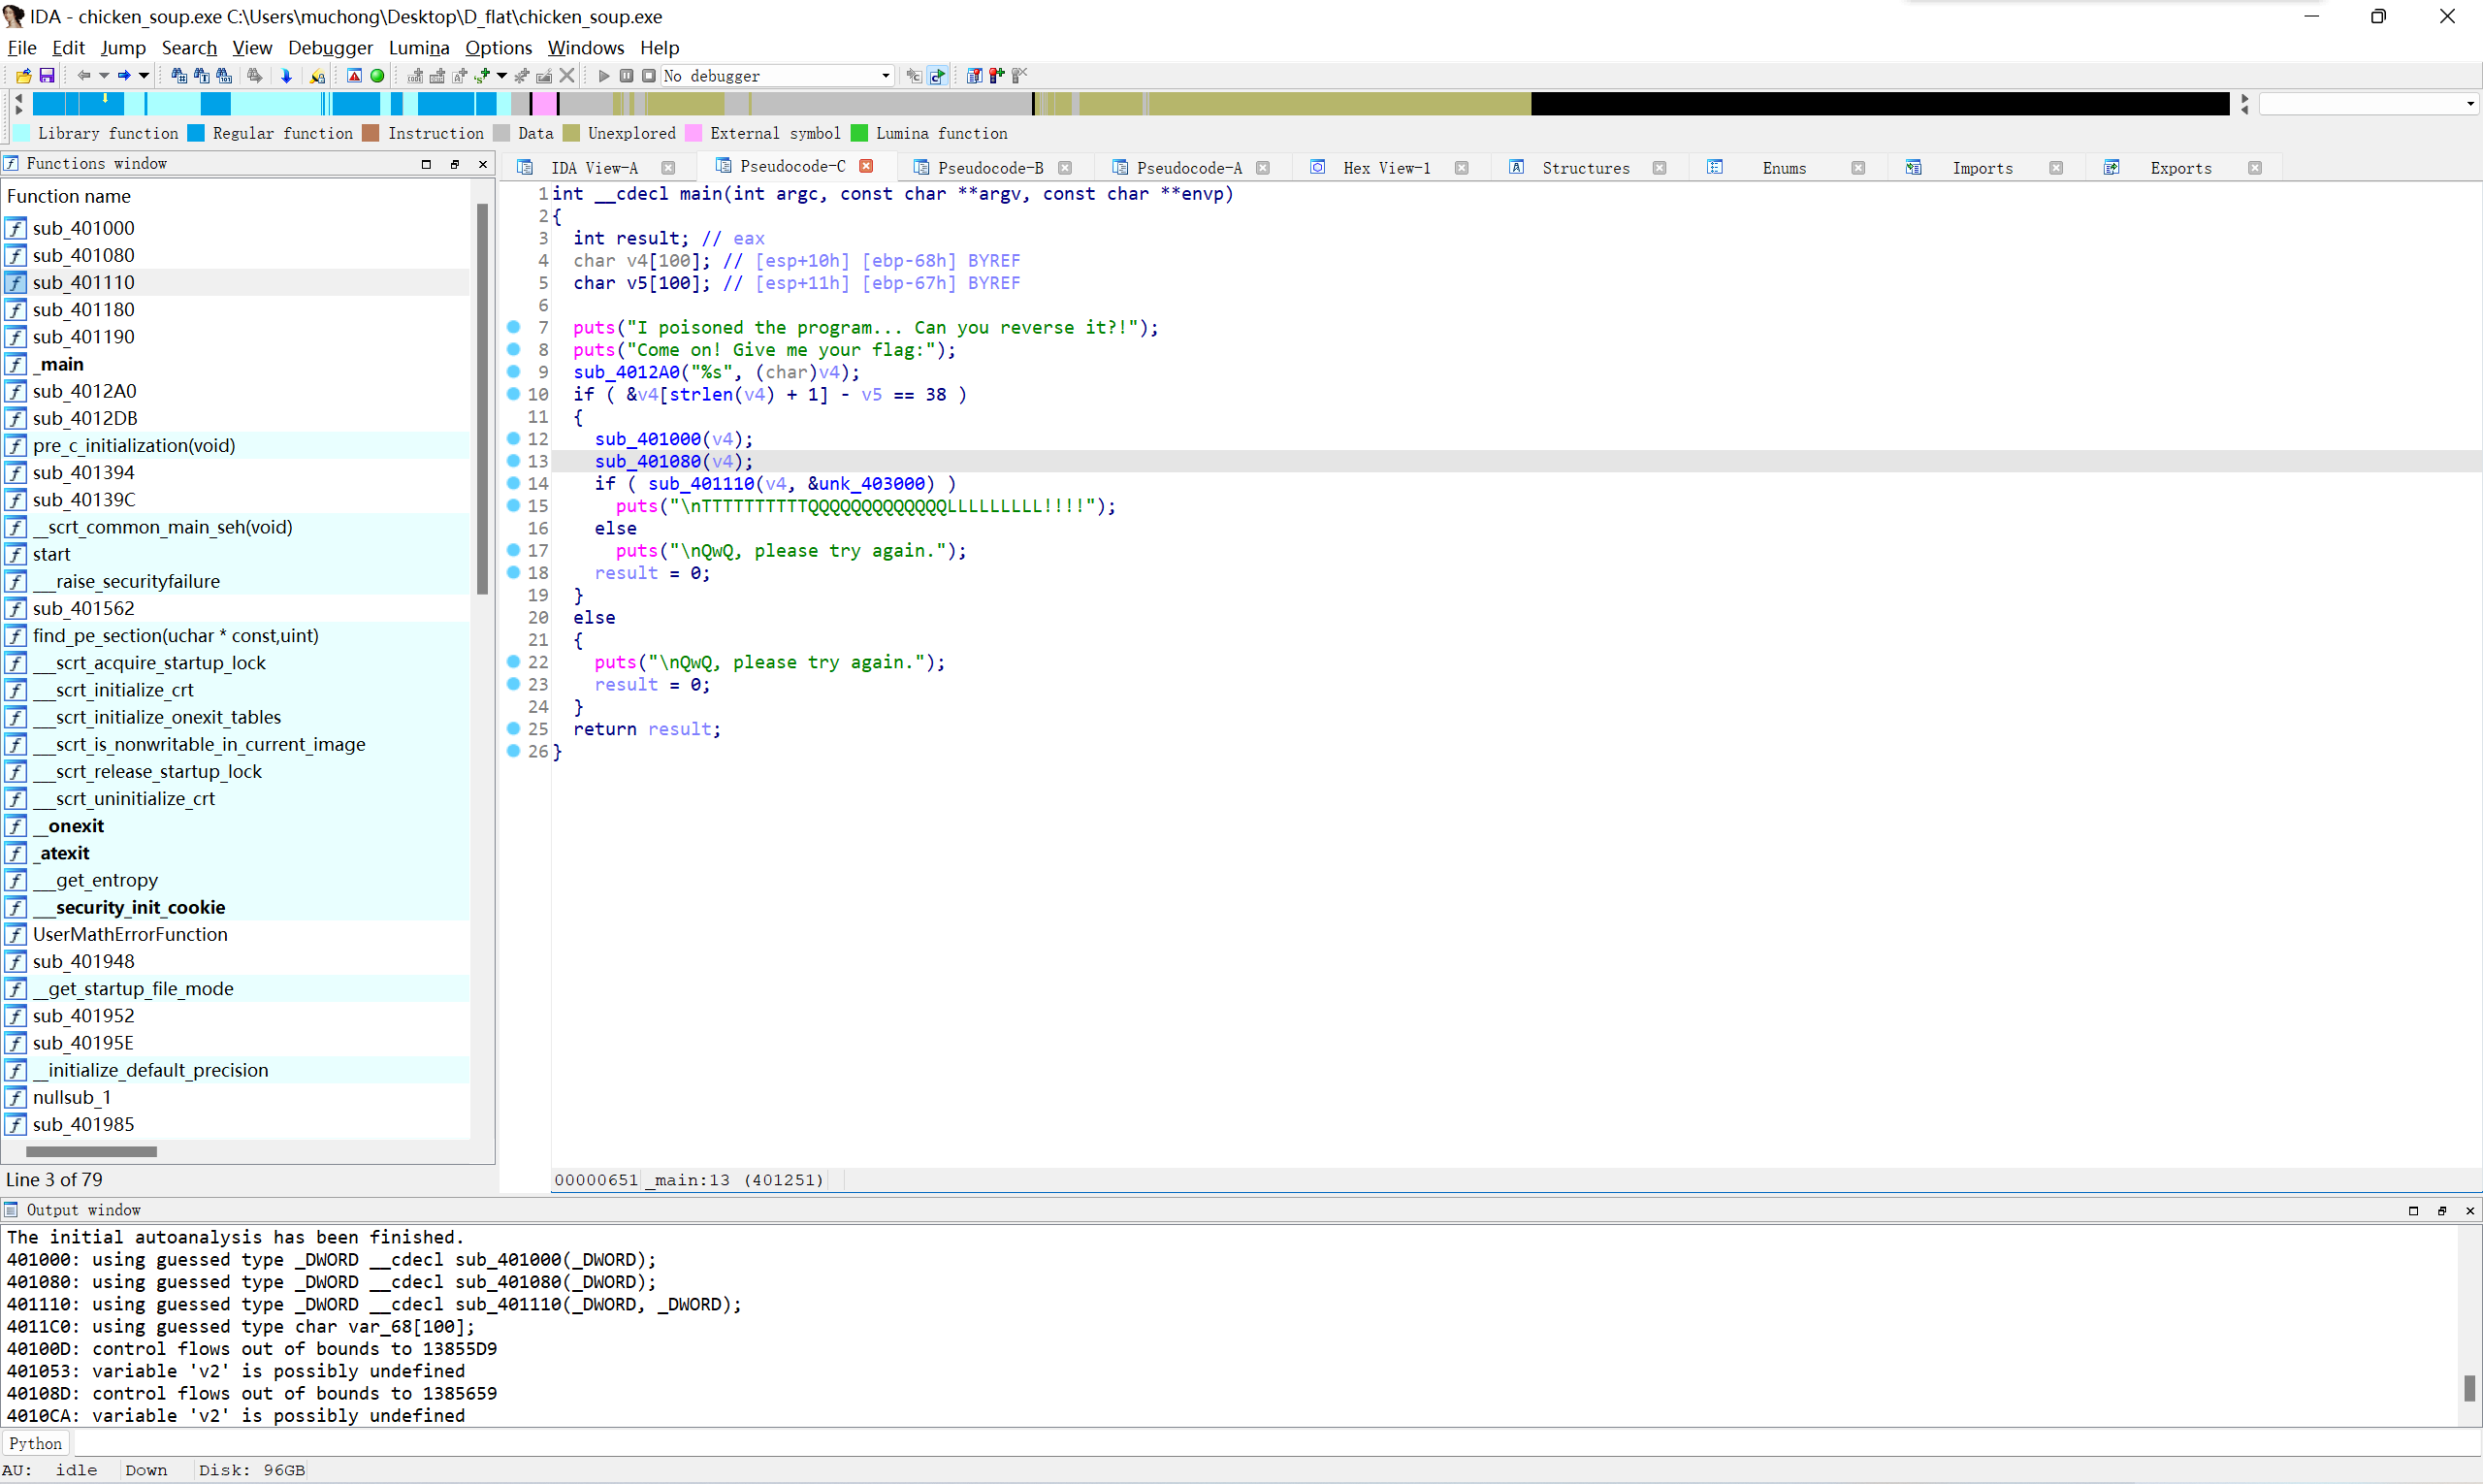 IDA - chicken_soup.exe C:\Users\muchong\Desktop\D_flat\chicken_soup.exe
File Edit Jump Search View Debugger Lumina Options Windows Help
No debugger
Library function Regular function Instruction Data Unexplored External symbol Lumina function
Functions window
Function name
sub_401000
sub_401080
sub_401110
sub_401180
sub_401190
_main
sub_4012A0
sub_4012DB
pre_c_initialization(void)
sub_401394
sub_40139C
__scrt_common_main_seh(void)
start
___raise_securityfailure
sub_401562
find_pe_section(uchar * const,uint)
___scrt_acquire_startup_lock
___scrt_initialize_crt
___scrt_initialize_onexit_tables
___scrt_is_nonwritable_in_current_image
___scrt_release_startup_lock
___scrt_uninitialize_crt
__onexit
_atexit
___get_entropy
___security_init_cookie
UserMathErrorFunction
sub_401948
__get_startup_file_mode
sub_401952
sub_40195E
__initialize_default_precision
nullsub_1
sub_401985
Line 3 of 79
IDA View-A Pseudocode-C Pseudocode-B Pseudocode-A Hex View-1 Structures Enums Imports Exports
1 int __cdecl main(int argc, const char **argv, const char **envp)
2 {
3 int result; // eax
4 char v4[100]; // [esp+10h] [ebp-68h] BYREF
5 char v5[100]; // [esp+11h] [ebp-67h] BYREF
6
7 puts("I poisoned the program... Can you reverse it?!");
8 puts("Come on! Give me your flag:");
9 sub_4012A0("%s", (char)v4);
10 if ( &v4[strlen(v4) + 1] - v5 == 38 )
11 {
12 sub_401000(v4);
13 sub_401080(v4);
14 if ( sub_401110(v4, &unk_403000) )
15 puts("\nTTTTTTTTTTQQQQQQQQQQQQQLLLLLLLLL!!!!");
16 else
17 puts("\nQwQ, please try again.");
18 result = 0;
19 }
20 else
21 {
22 puts("\nQwQ, please try again.");
23 result = 0;
24 }
25 return result;
26 }
00000651 _main:13 (401251)
Output window
The initial autoanalysis has been finished.
401000: using guessed type _DWORD __cdecl sub_401000(_DWORD);
401080: using guessed type _DWORD __cdecl sub_401080(_DWORD);
401110: using guessed type _DWORD __cdecl sub_401110(_DWORD, _DWORD);
4011C0: using guessed type char var_68[100];
40100D: control flows out of bounds to 13855D9
401053: variable 'v2' is possibly undefined
40108D: control flows out of bounds to 1385659
4010CA: variable 'v2' is possibly undefined
Python
AU: idle Down Disk: 96GB